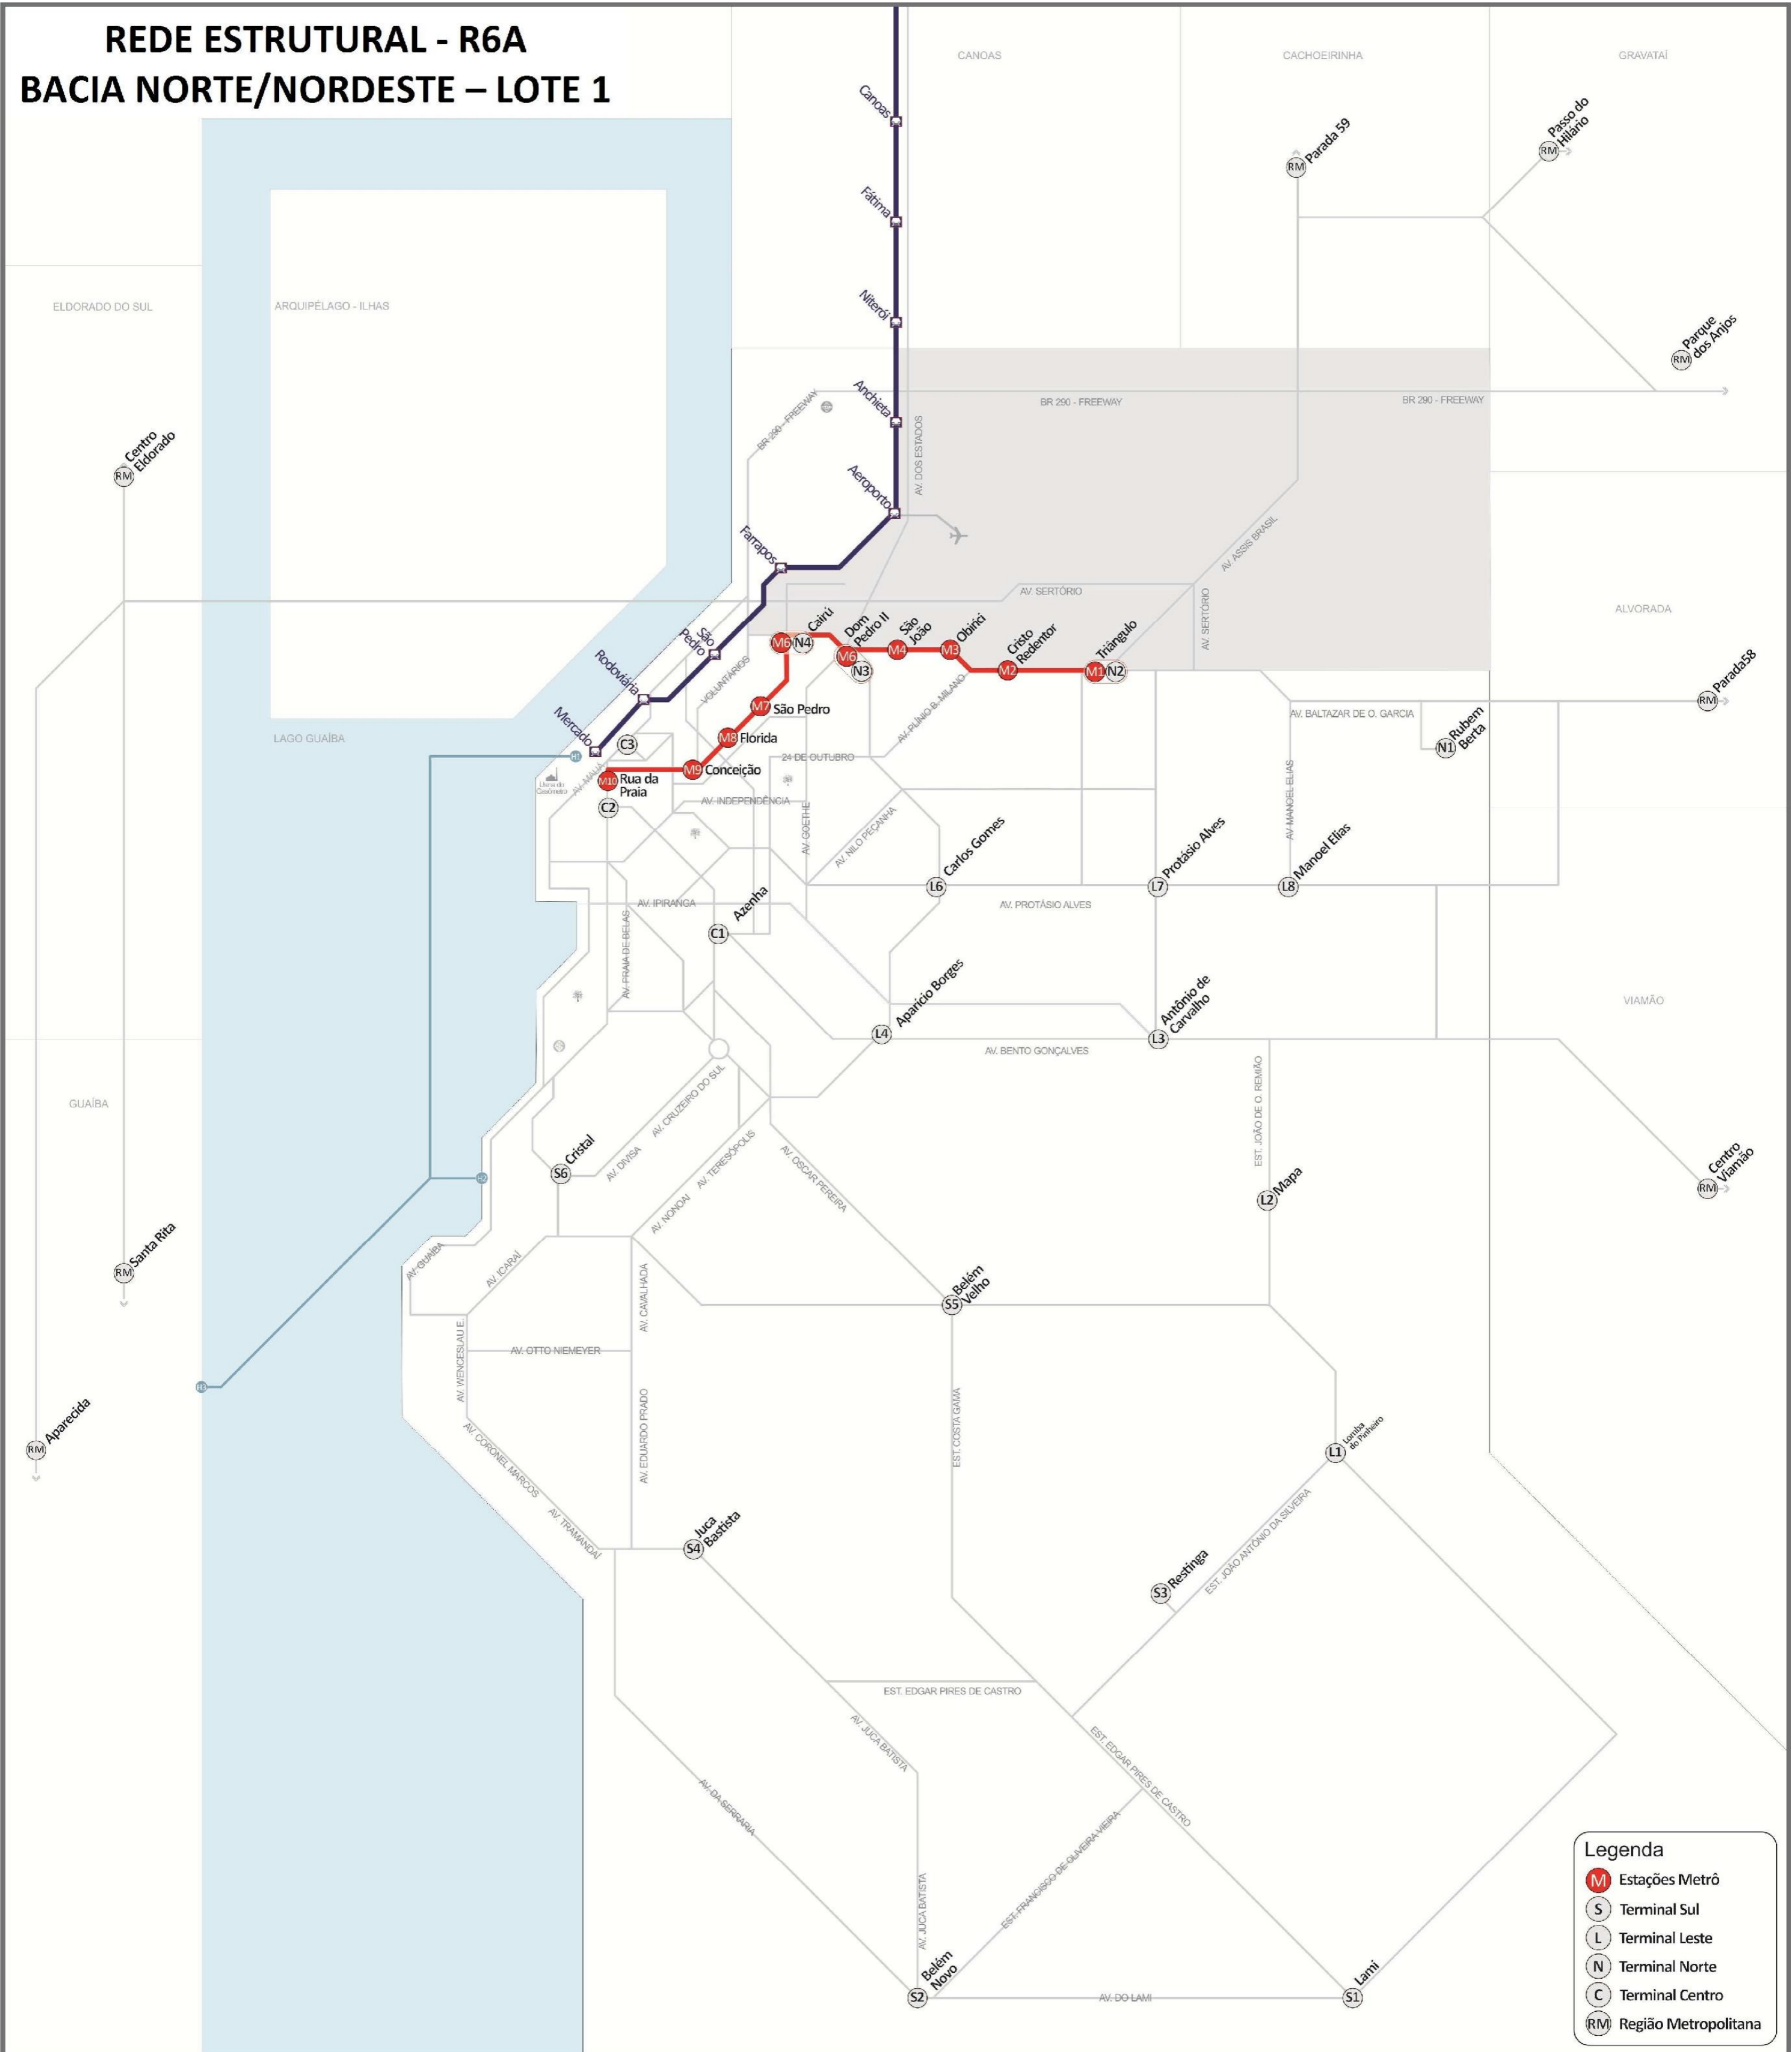 REDE ESTRUTURAL - R6A
BACIA NORTE/NORDESTE – LOTE 1
CANOAS
CACHOEIRINHA
GRAVATAÍ
Canoas
Fátima
Niterói
Anchieta
Aeroporto
Farrapos
São
Pedro
Rodoviária
Mercado
RM
Parada 59
RM
Passo do
Hilário
RM
Parque
dos Anjos
ELDORADO DO SUL
ARQUIPÉLAGO - ILHAS
RM
Centro
Eldorado
BR 290 - FREEWAY
BR 290 - FREEWAY
BR 290 - FREEWAY
AV. DOS ESTADOS
AV. ASSIS BRASIL
AV. SERTÓRIO
AV. SERTÓRIO
ALVORADA
M6
N4
Cairú
M6
Dom
Pedro II
N3
M4
São
João
M3
Obirici
M2
Cristo
Redentor
M1
N2
Triângulo
VOLUNTÁRIOS
M7
São Pedro
M8
Florida
M9
Conceição
M10
Rua da
Praia
C3
C2
LAGO GUAÍBA
H1
Usina do
Gasômetro
AV. MAUÁ
24 DE OUTUBRO
AV. PLÍNIO B. MILANO
AV. INDEPENDÊNCIA
AV. GOETHE
AV. NILO PEÇANHA
RM
Parada58
AV. BALTAZAR DE O. GARCIA
N1
Rubem
Berta
AV. MANOEL ELIAS
L6
Carlos Gomes
L7
Protásio Alves
L8
Manoel Elias
AV. PROTÁSIO ALVES
AV. IPIRANGA
AV. PRAIA DE BELAS
C1
Azenha
L4
Aparício Borges
L3
Antônio de
Carvalho
AV. BENTO GONÇALVES
VIAMÃO
GUAÍBA
EST. JOÃO DE O. REMIÃO
L2
Mapa
RM
Centro
Viamão
AV. CRUZEIRO DO SUL
AV. DIVISA
S6
Cristal
H2
AV. TERESÓPOLIS
AV. NONOAI
AV. OSCAR PEREIRA
RM
Santa Rita
AV. GUAÍBA
AV. ICARAÍ
AV. CAVALHADA
S5
Belém
Velho
AV. WENCESLAU E.
AV. OTTO NIEMEYER
H3
RM
Aparecida
AV. EDUARDO PRADO
EST. COSTA GAMA
AV. CORONEL MARCOS
AV. TRAMANDAÍ
L1
Lomba
do Pinheiro
S4
Juca
Bastista
S3
Restinga
EST. JOÃO ANTÔNIO DA SILVEIRA
EST. EDGAR PIRES DE CASTRO
AV. JUCA BATISTA
EST. EDGAR PIRES DE CASTRO
AV. DA SERRARIA
EST. FRANCISCO DE OLIVEIRA VIEIRA
AV. JUCA BATISTA
S2
Belém
Novo
AV. DO LAMI
S1
Lami
Legenda
M
Estações Metrô
S
Terminal Sul
L
Terminal Leste
N
Terminal Norte
C
Terminal Centro
RM
Região Metropolitana